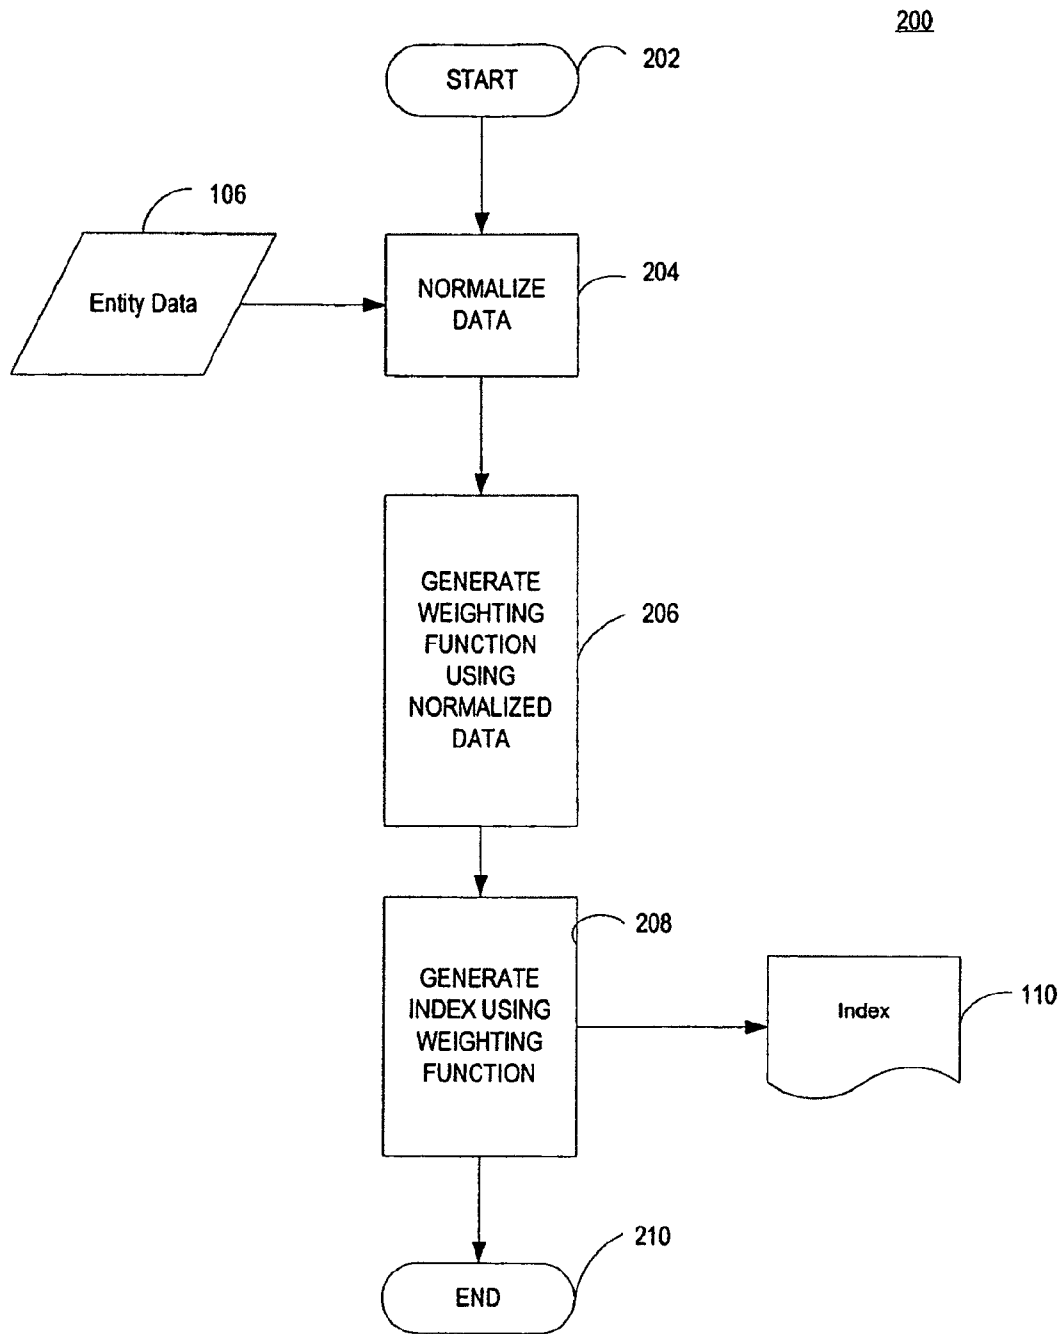 200
START
202
106
Entity Data
NORMALIZE
DATA
204
GENERATE
WEIGHTING
FUNCTION
USING
NORMALIZED
DATA
206
GENERATE
INDEX USING
WEIGHTING
FUNCTION
208
Index
110
END
210